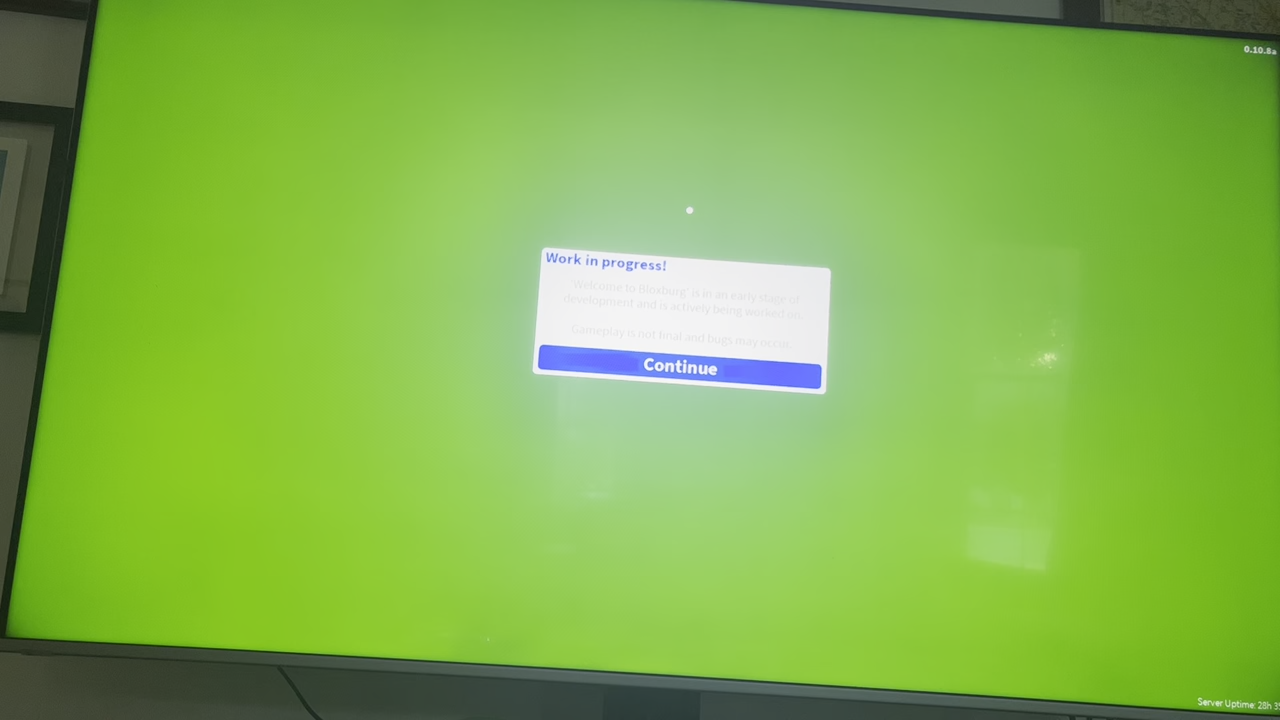 0.10.8a
Work in progress!
'Welcome to Bloxburg' is in an early stage of
development and is actively being worked on.
Gameplay is not final and bugs may occur.
Continue
Server Uptime: 28h